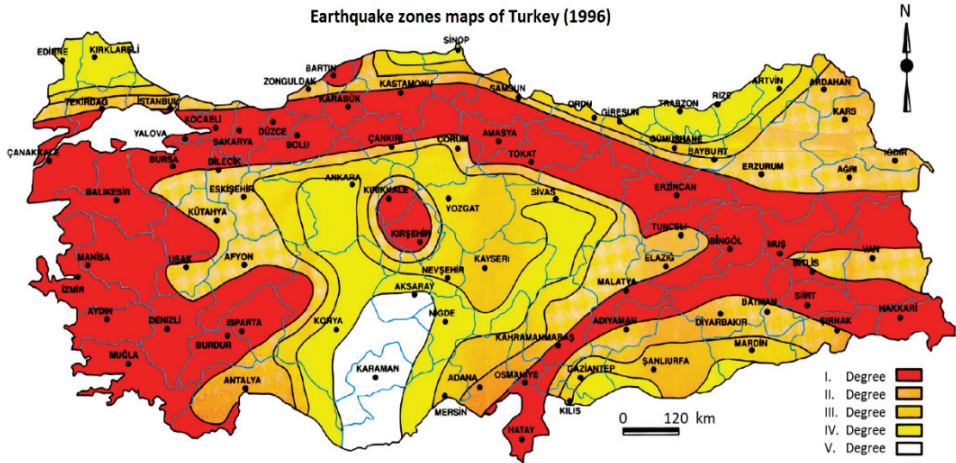 Earthquake zones maps of Turkey (1996)
N
SİNOP
EDİRNE
KIRKLARELİ
BARTIN
ZONGULDAK
KASTAMONU
KARABÜK
SAMSUN
ARTVİN
ARDAHAN
RİZE
TRABZON
ORDU
GİRESUN
KARS
TEKİRDAĞ
İSTANBUL
KOCAELİ
YALOVA
SAKARYA
DÜZCE
BOLU
ÇANKIRI
ÇORUM
AMASYA
TOKAT
GÜMÜŞHANE
BAYBURT
ERZURUM
AĞRI
IĞDIR
ÇANAKKALE
BURSA
BİLECİK
ANKARA
KIRIKKALE
YOZGAT
SİVAS
ERZİNCAN
BALIKESİR
ESKİŞEHİR
KÜTAHYA
KIRŞEHİR
TUNCELİ
BİNGÖL
MUŞ
VAN
BİTLİS
MANİSA
UŞAK
AFYON
NEVŞEHİR
KAYSERİ
ELAZIĞ
MALATYA
İZMİR
AKSARAY
SİİRT
BATMAN
HAKKARİ
AYDIN
DENİZLİ
ISPARTA
BURDUR
KONYA
NİĞDE
KAHRAMANMARAŞ
ADIYAMAN
DİYARBAKIR
ŞIRNAK
MARDİN
MUĞLA
ANTALYA
KARAMAN
MERSİN
ADANA
OSMANİYE
GAZİANTEP
ŞANLIURFA
KİLİS
HATAY
0 120 km
I. Degree
II. Degree
III. Degree
IV. Degree
V. Degree